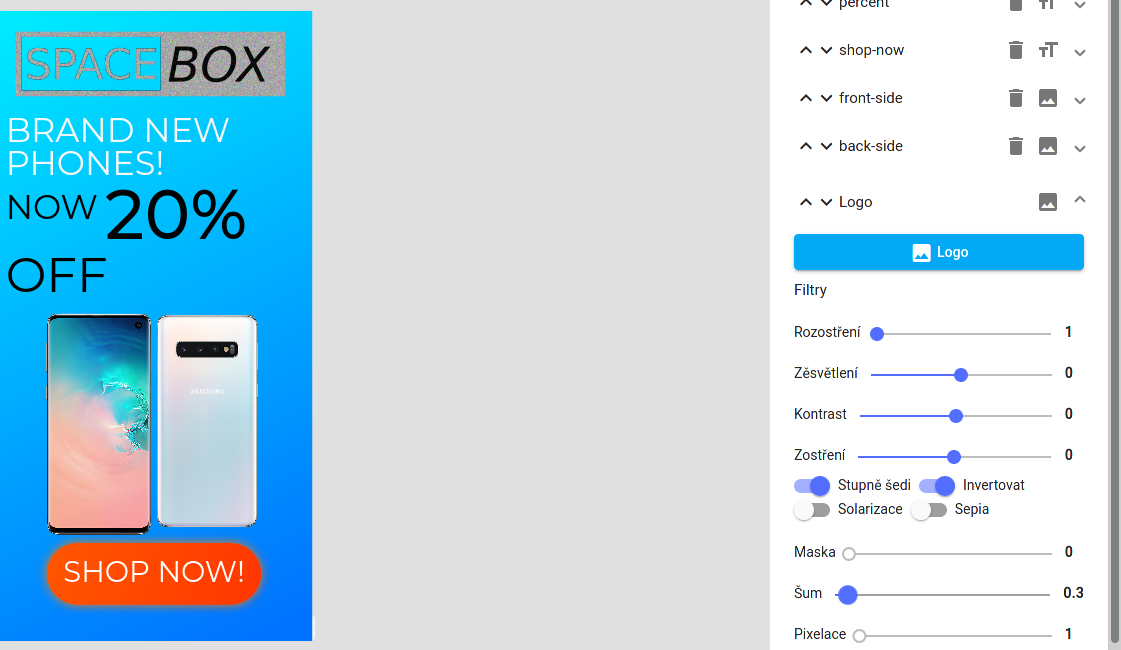 SPACE BOX
BRAND NEW
PHONES!
NOW 20%
OFF
SAMSUNG
SHOP NOW!
percent
shop-now
front-side
back-side
Logo
Logo
Filtry
Rozostření 1
Zěsvětlení 0
Kontrast 0
Zostření 0
Stupně šedi Invertovat
Solarizace Sepia
Maska 0
Šum 0.3
Pixelace 1